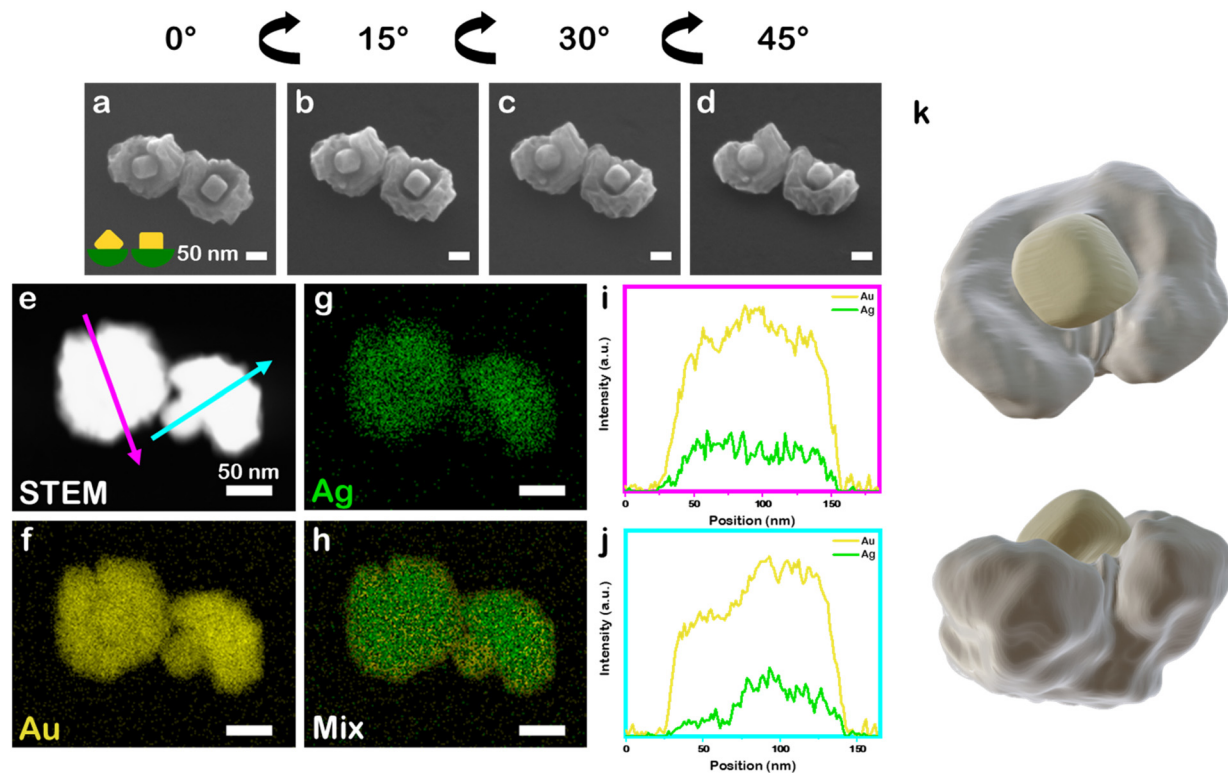 0° 15° 30° 45°
a b c d
50 nm
k
e g i
STEM
50 nm
Ag
Au
Ag
Intensity (a.u.)
0 50 100 150
Position (nm)
f h j
Au
Mix
Au
Ag
Intensity (a.u.)
0 50 100 150
Position (nm)